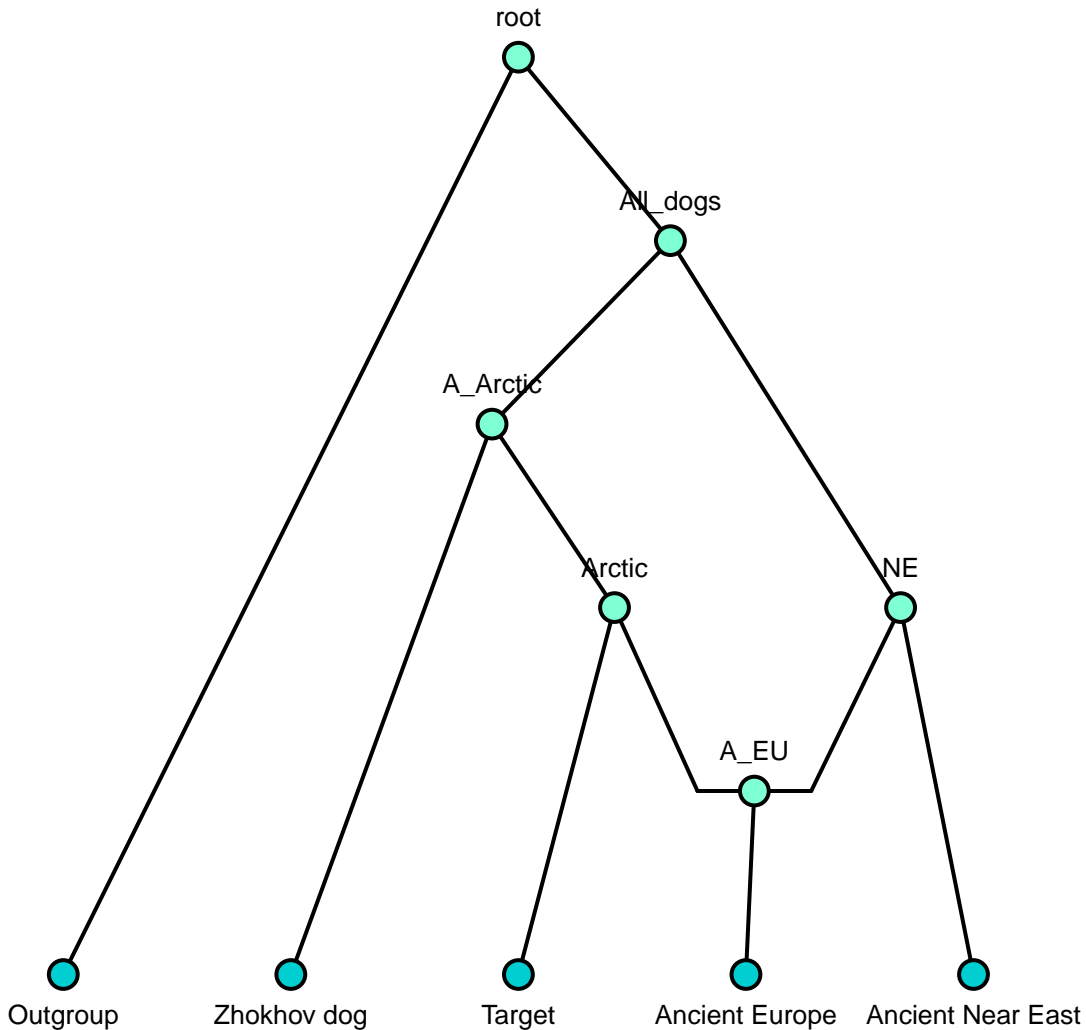 root
All_dogs
A_Arctic
Arctic
NE
A_EU
Outgroup
Zhokhov dog
Target
Ancient Europe
Ancient Near East